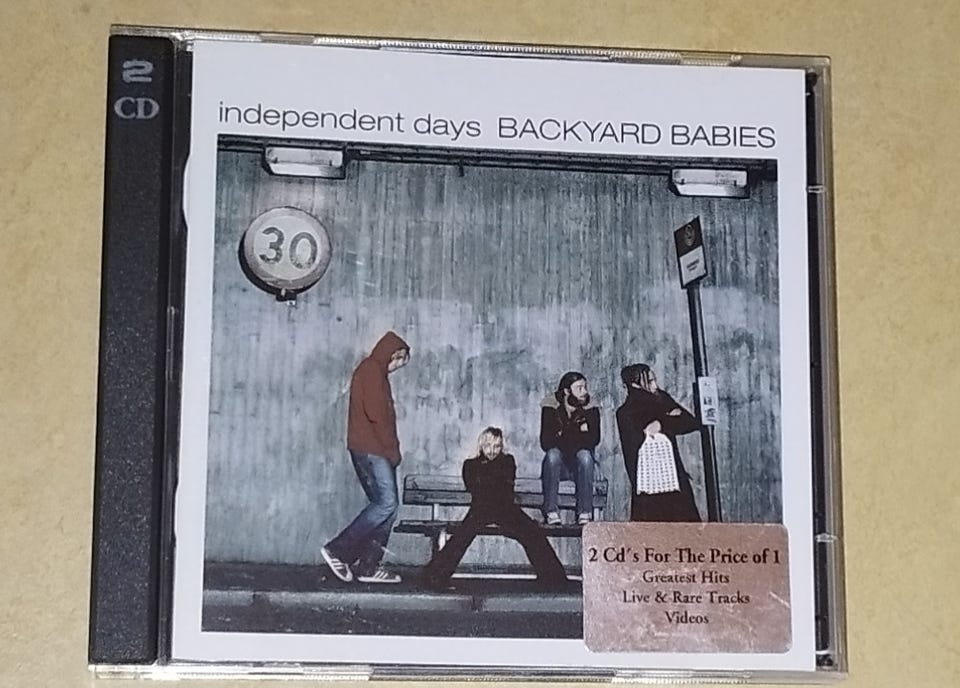 2
CD
independent days BACKYARD BABIES
30
2 Cd's For The Price of 1
Greatest Hits
Live & Rare Tracks
Videos